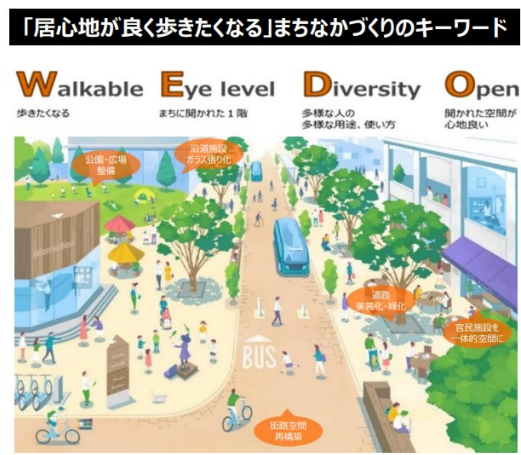 「居心地が良く歩きたくなる」まちなかづくりのキーワード
Walkable Eye level Diversity Open
歩きたくなる
まちに開かれた1階
多様な人の
多様な用途、使い方
開かれた空間が
心地良い
公園・広場
整備
沿道施設
ガラス張り化
information
道路
美装化・緑化
官民施設を
一体的空間に
BUS
街路空間
再構築